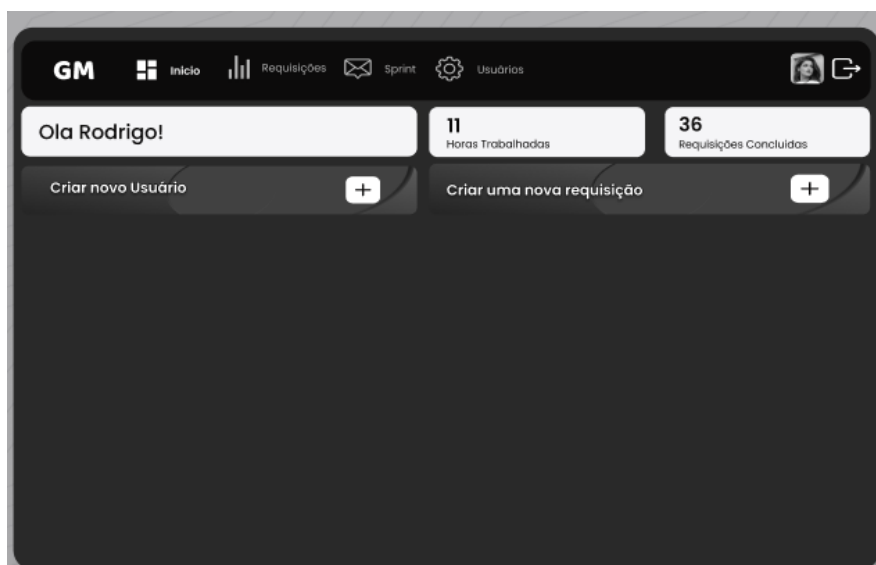 GM Inicio Requisições Sprint Usuários
Ola Rodrigo!
11
Horas Trabalhadas
36
Requisições Concluidas
Criar novo Usuário +
Criar uma nova requisição +